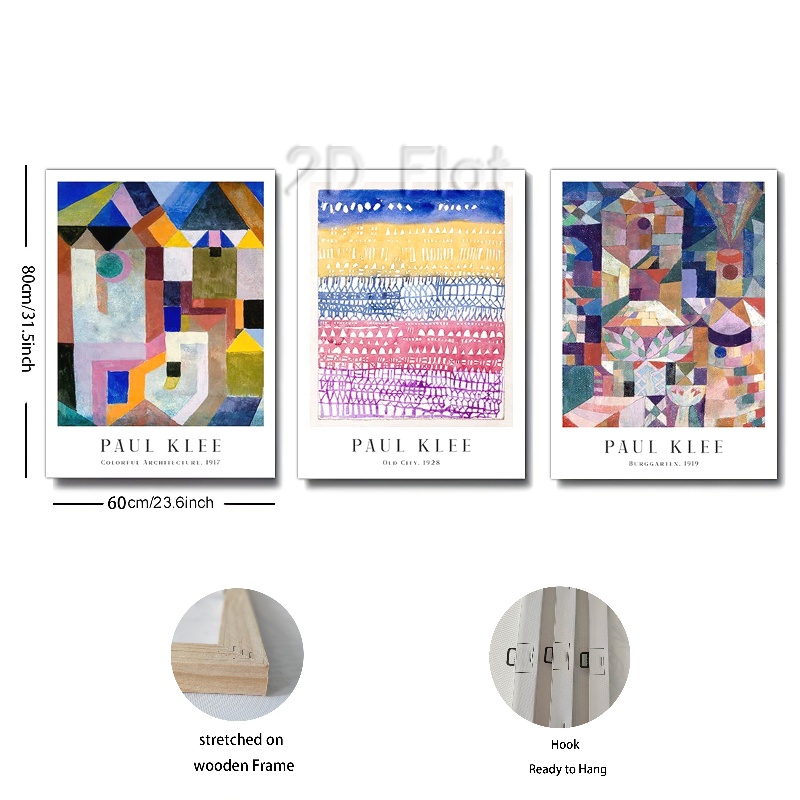 2D Flat
80cm/31.5inch
PAUL KLEE
COLORFUL ARCHITECTURE, 1917
PAUL KLEE
OLD CITY, 1928
PAUL KLEE
BURGGARTEN, 1919
60cm/23.6inch
stretched on
wooden Frame
Hook
Ready to Hang